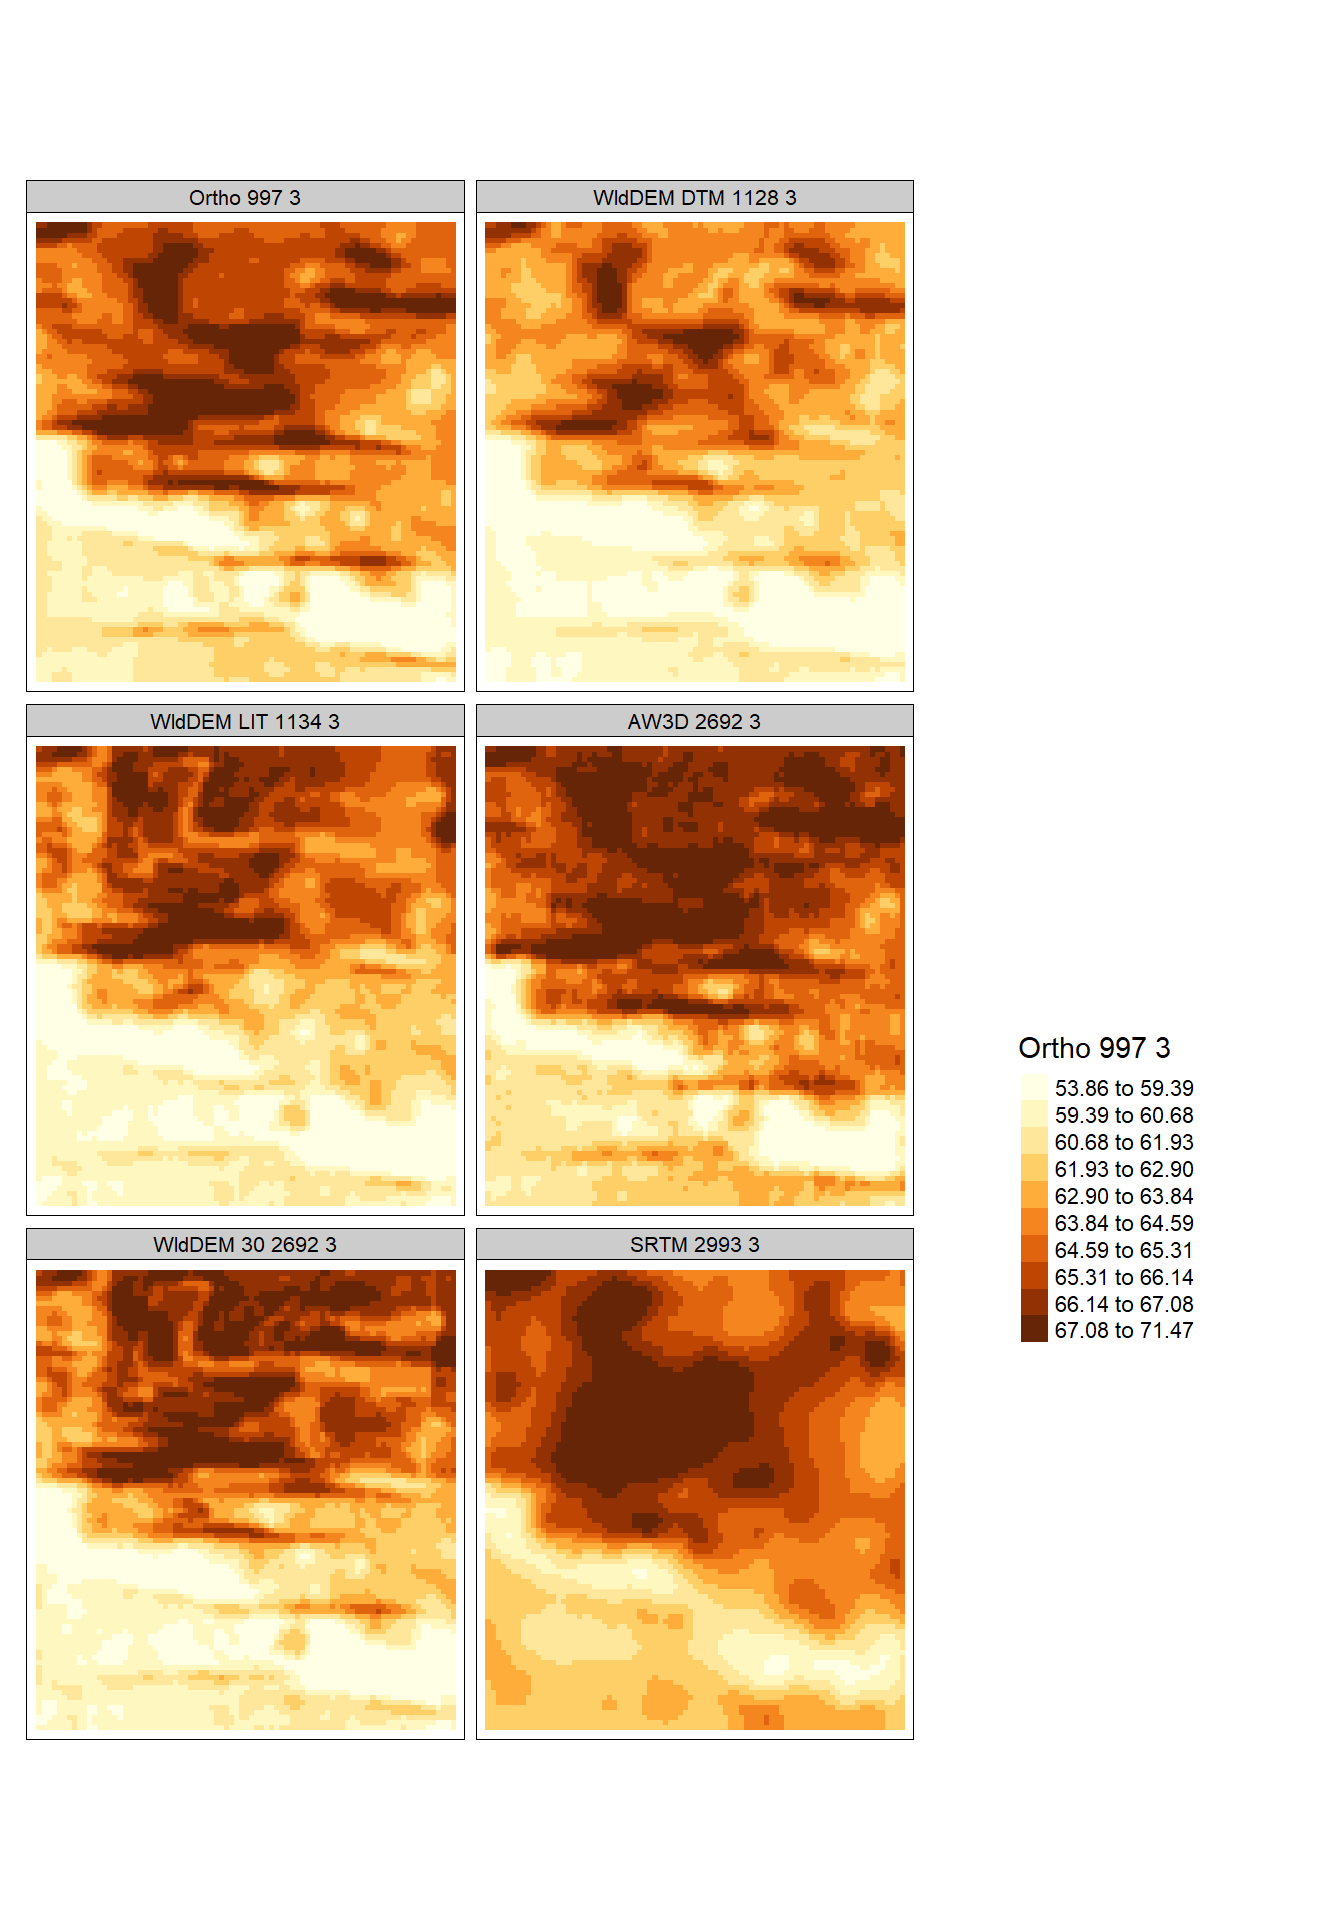 Ortho 997 3
WldDEM DTM 1128 3
WldDEM LIT 1134 3
AW3D 2692 3
WldDEM 30 2692 3
SRTM 2993 3
Ortho 997 3
53.86 to 59.39
59.39 to 60.68
60.68 to 61.93
61.93 to 62.90
62.90 to 63.84
63.84 to 64.59
64.59 to 65.31
65.31 to 66.14
66.14 to 67.08
67.08 to 71.47